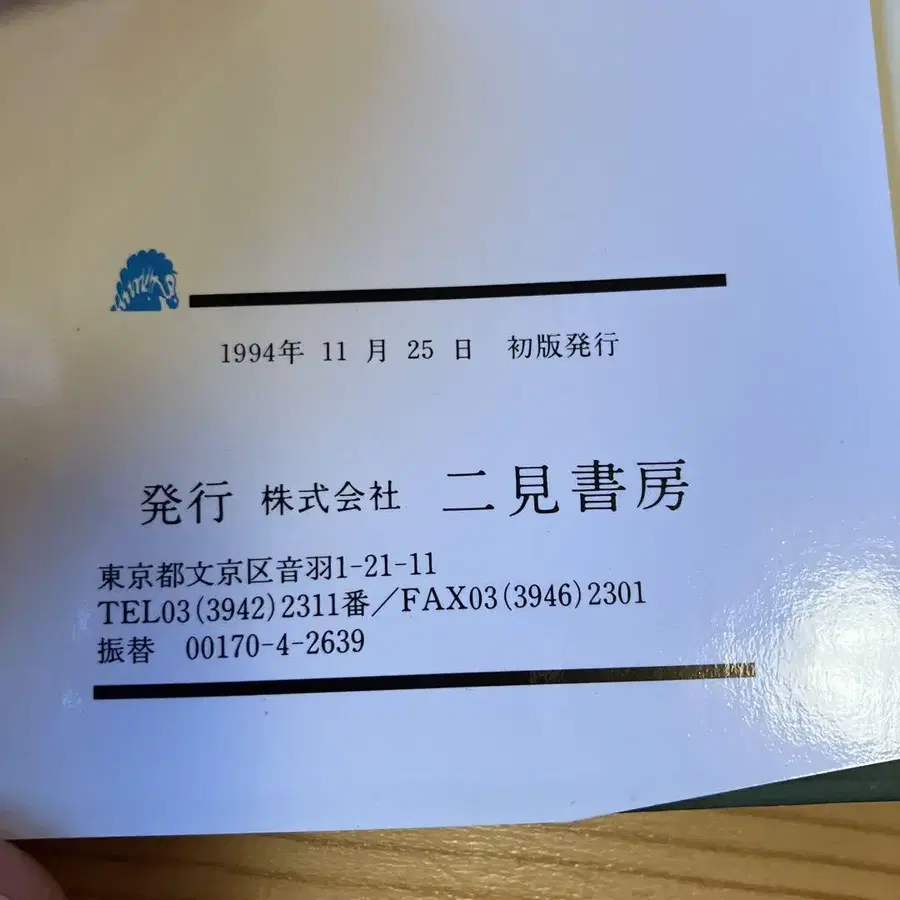 1994年 11 月 25 日　初版発行
発行 株式会社 二見書房
東京都文京区音羽1-21-11
TEL03(3942)2311番／FAX03(3946)2301
振替　00170-4-2639